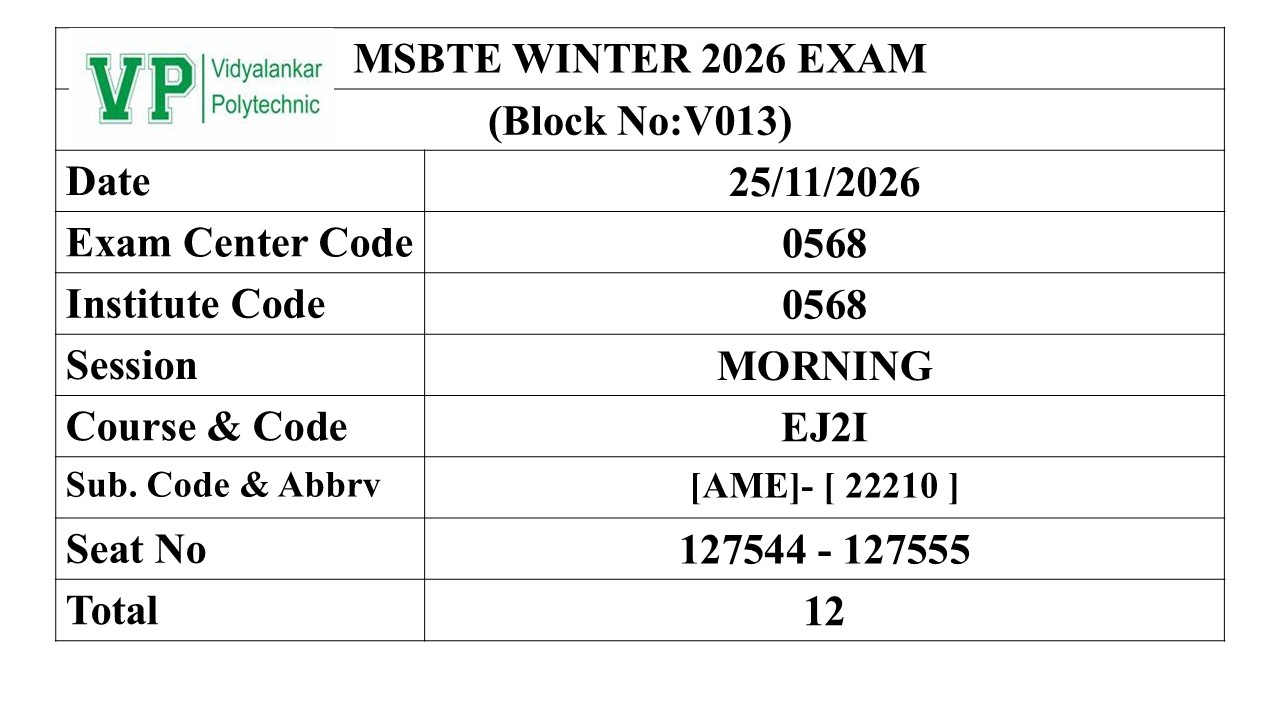 VP Vidyalankar
Polytechnic
MSBTE WINTER 2026 EXAM
(Block No:V013)
Date 25/11/2026
Exam Center Code 0568
Institute Code 0568
Session MORNING
Course & Code EJ2I
Sub. Code & Abbrv [AME]- [ 22210 ]
Seat No 127544 - 127555
Total 12